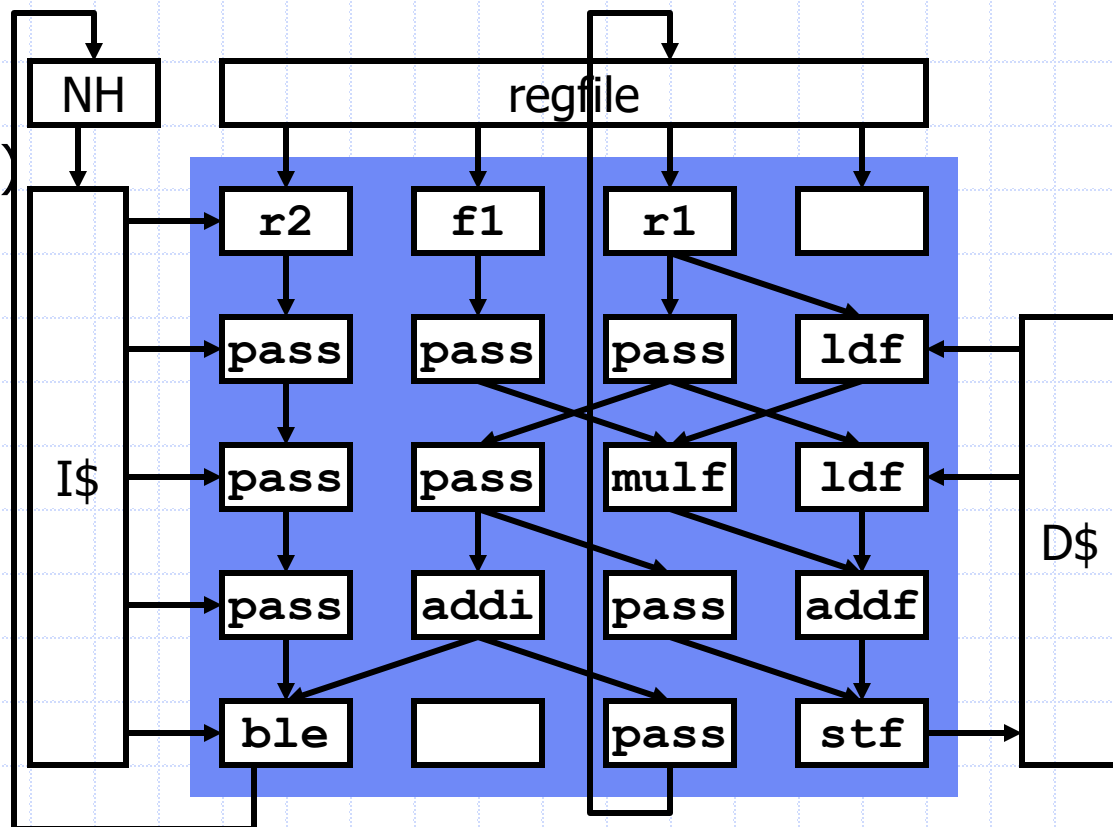 NH regfile
)
r2 f1 r1
pass pass pass ldf
I$ pass pass mulf ldf
D$
pass addi pass addf
ble pass stf